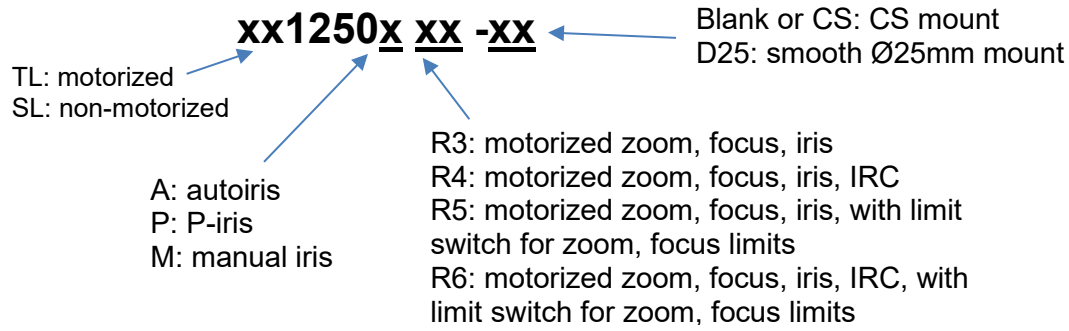 xx1250x xx -xx
Blank or CS: CS mount
D25: smooth Ø25mm mount
TL: motorized
SL: non-motorized
A: autoiris
P: P-iris
M: manual iris
R3: motorized zoom, focus, iris
R4: motorized zoom, focus, iris, IRC
R5: motorized zoom, focus, iris, with limit
switch for zoom, focus limits
R6: motorized zoom, focus, iris, IRC, with
limit switch for zoom, focus limits